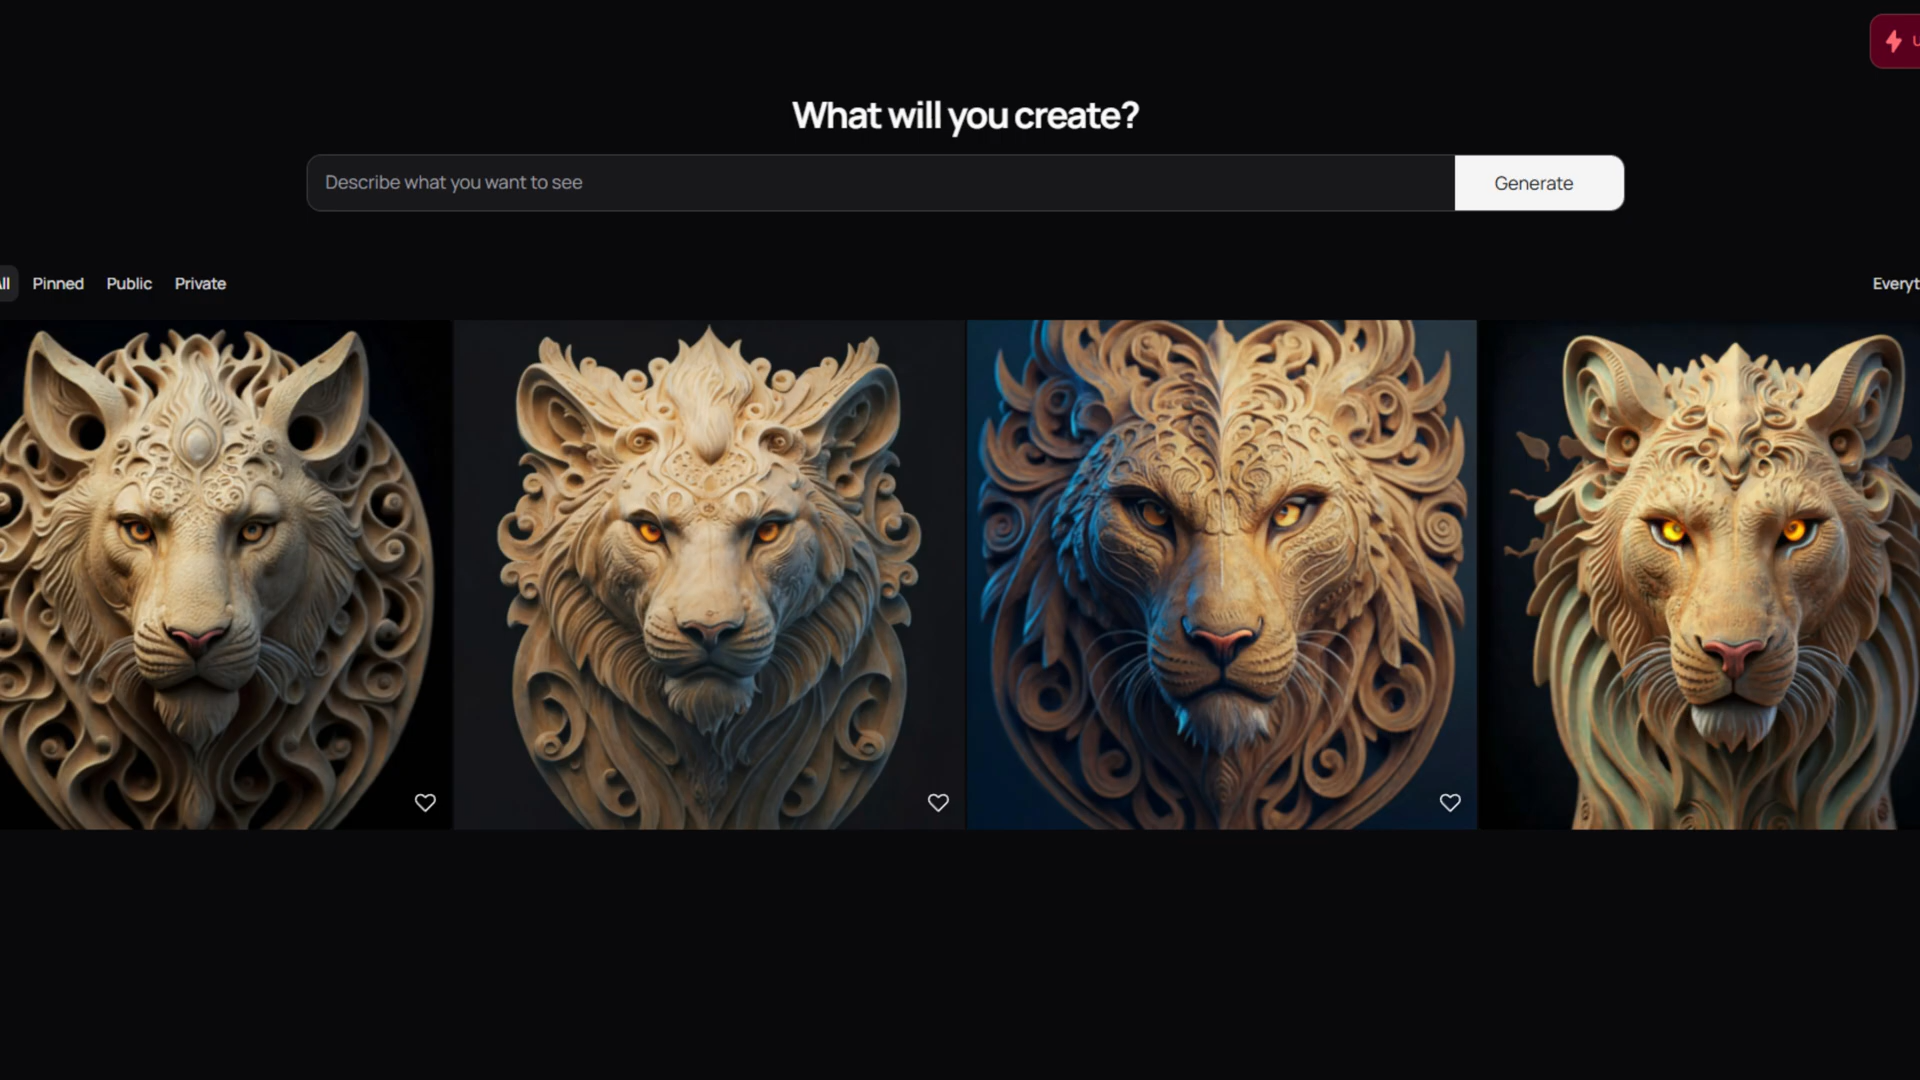 What will you create?
Describe what you want to see
Generate
Pinned Public Private